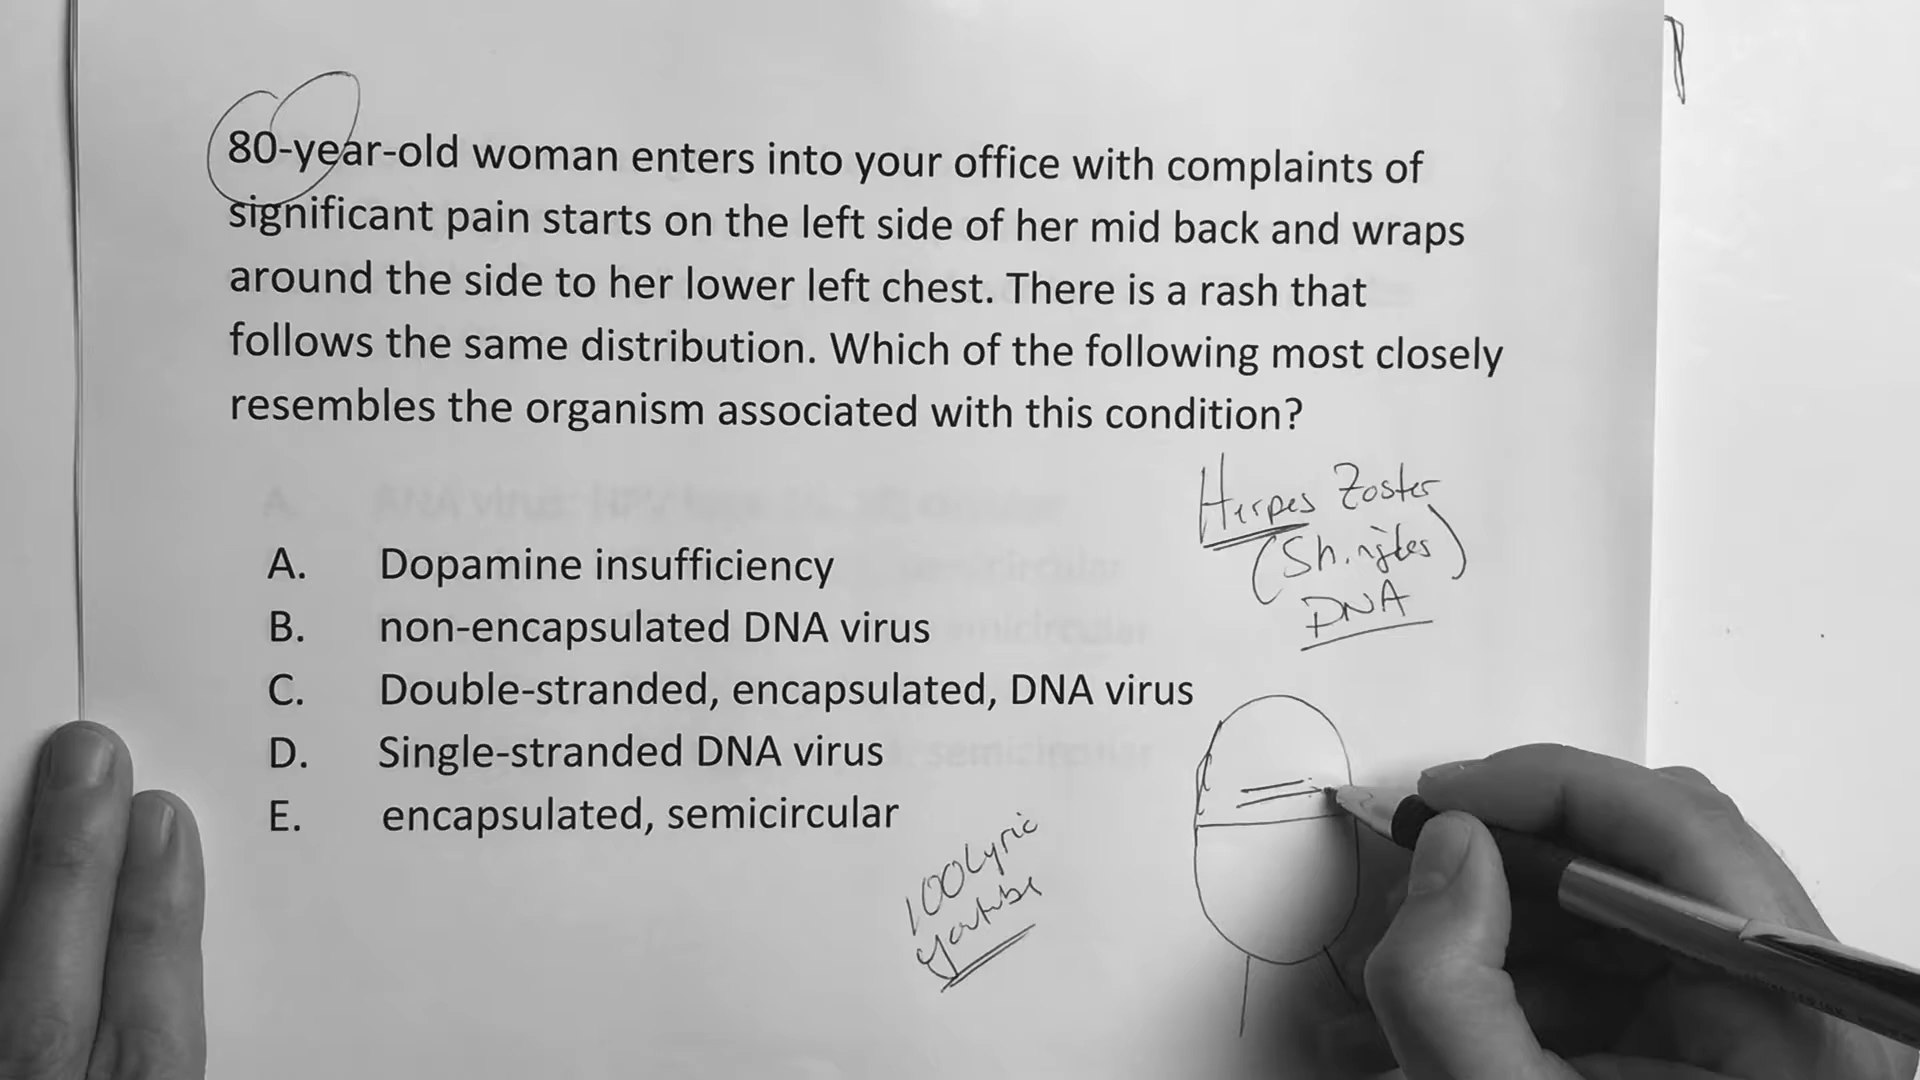 80-year-old woman enters into your office with complaints of
significant pain starts on the left side of her mid back and wraps
around the side to her lower left chest. There is a rash that
follows the same distribution. Which of the following most closely
resembles the organism associated with this condition?
Herpes Zoster
(Shingles)
DNA
A. Dopamine insufficiency
B. non-encapsulated DNA virus
C. Double-stranded, encapsulated, DNA virus
D. Single-stranded DNA virus
E. encapsulated, semicircular
100Lyric
youtube